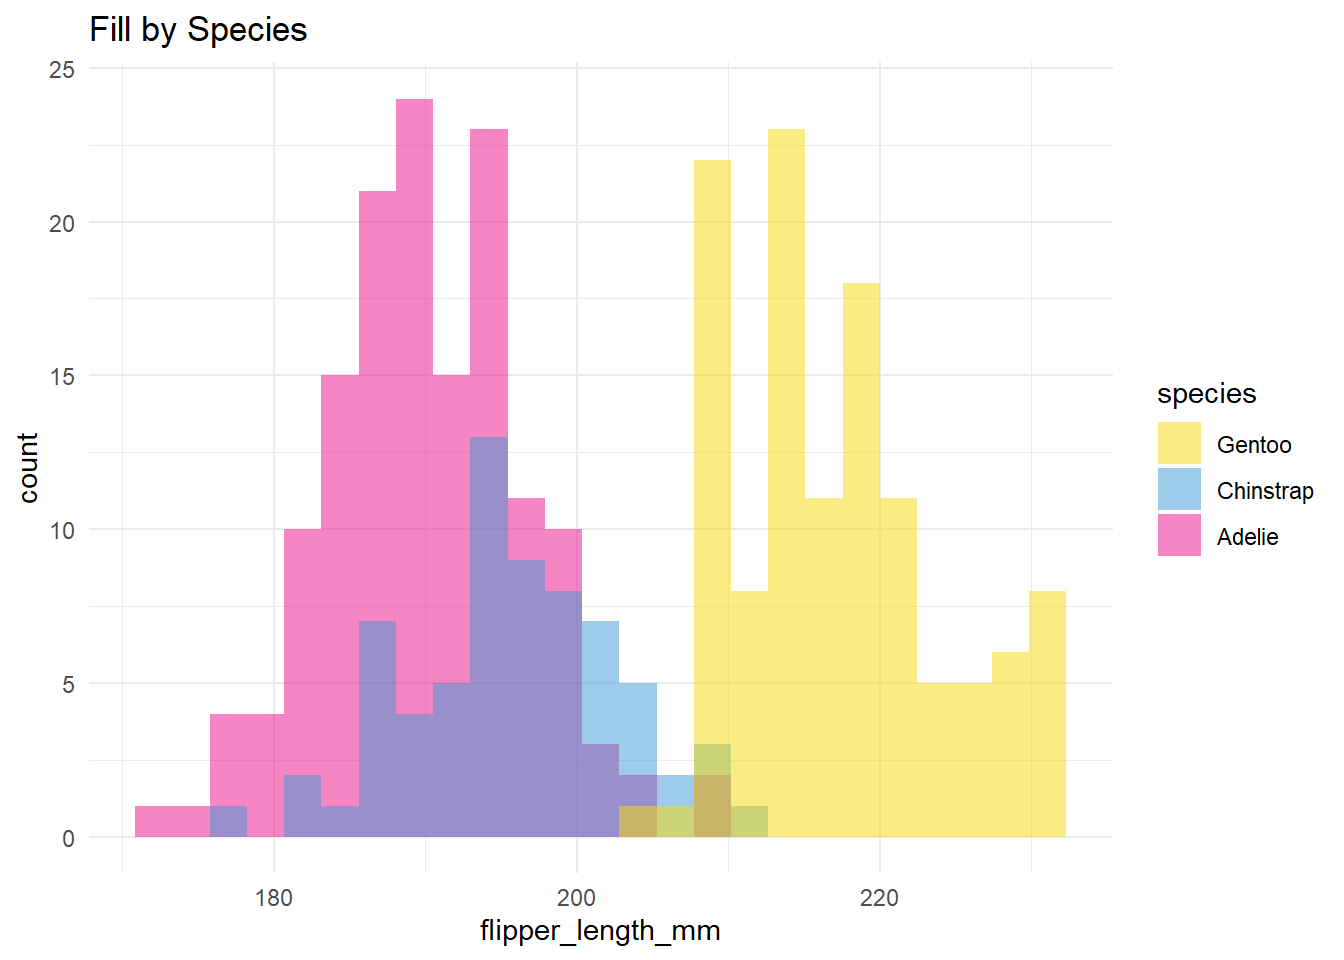 Fill by Species
25
20
15
10
5
0
count
180 200 220
flipper_length_mm
species
Gentoo
Chinstrap
Adelie